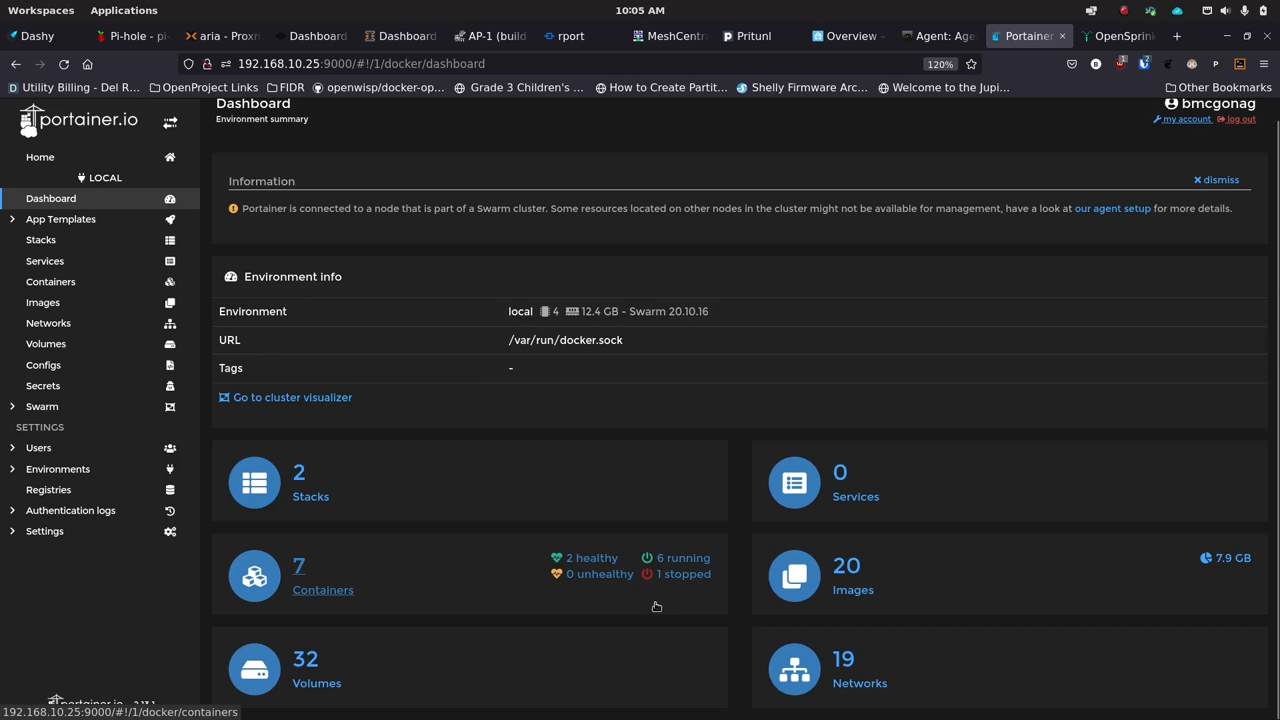 Workspaces Applications 10:05 AM
Dashy Pi-hole - pi- aria - Proxm Dashboard Dashboard AP-1 (build rport MeshCentr Pritunl Overview - Agent: Age Portainer × OpenSprink
192.168.10.25:9000/#!/1/docker/dashboard 120%
Utility Billing - Del R... OpenProject Links FIDR openwisp/docker-op... Grade 3 Children's ... How to Create Partit... Shelly Firmware Arc... Welcome to the Jupi... Other Bookmarks
portainer.io
Dashboard
Environment summary
bmcgonag
my account log out
Home
LOCAL
Dashboard
App Templates
Stacks
Services
Containers
Images
Networks
Volumes
Configs
Secrets
Swarm
SETTINGS
Users
Environments
Registries
Authentication logs
Settings
Information × dismiss
Portainer is connected to a node that is part of a Swarm cluster. Some resources located on other nodes in the cluster might not be available for management, have a look at our agent setup for more details.
Environment info
Environment local 4 12.4 GB - Swarm 20.10.16
URL /var/run/docker.sock
Tags -
Go to cluster visualizer
2
Stacks
0
Services
7
Containers
2 healthy 6 running
0 unhealthy 1 stopped
20
Images
7.9 GB
32
Volumes
19
Networks
portainer.io
192.168.10.25:9000/#!/1/docker/containers